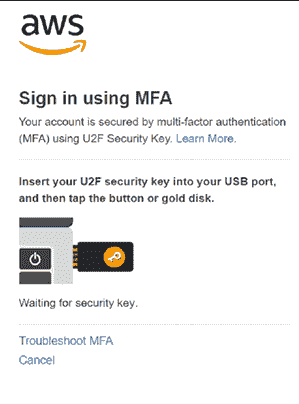 aws
Sign in using MFA
Your account is secured by multi-factor authentication
(MFA) using U2F Security Key. Learn More.
Insert your U2F security key into your USB port,
and then tap the button or gold disk.
Waiting for security key.
Troubleshoot MFA
Cancel